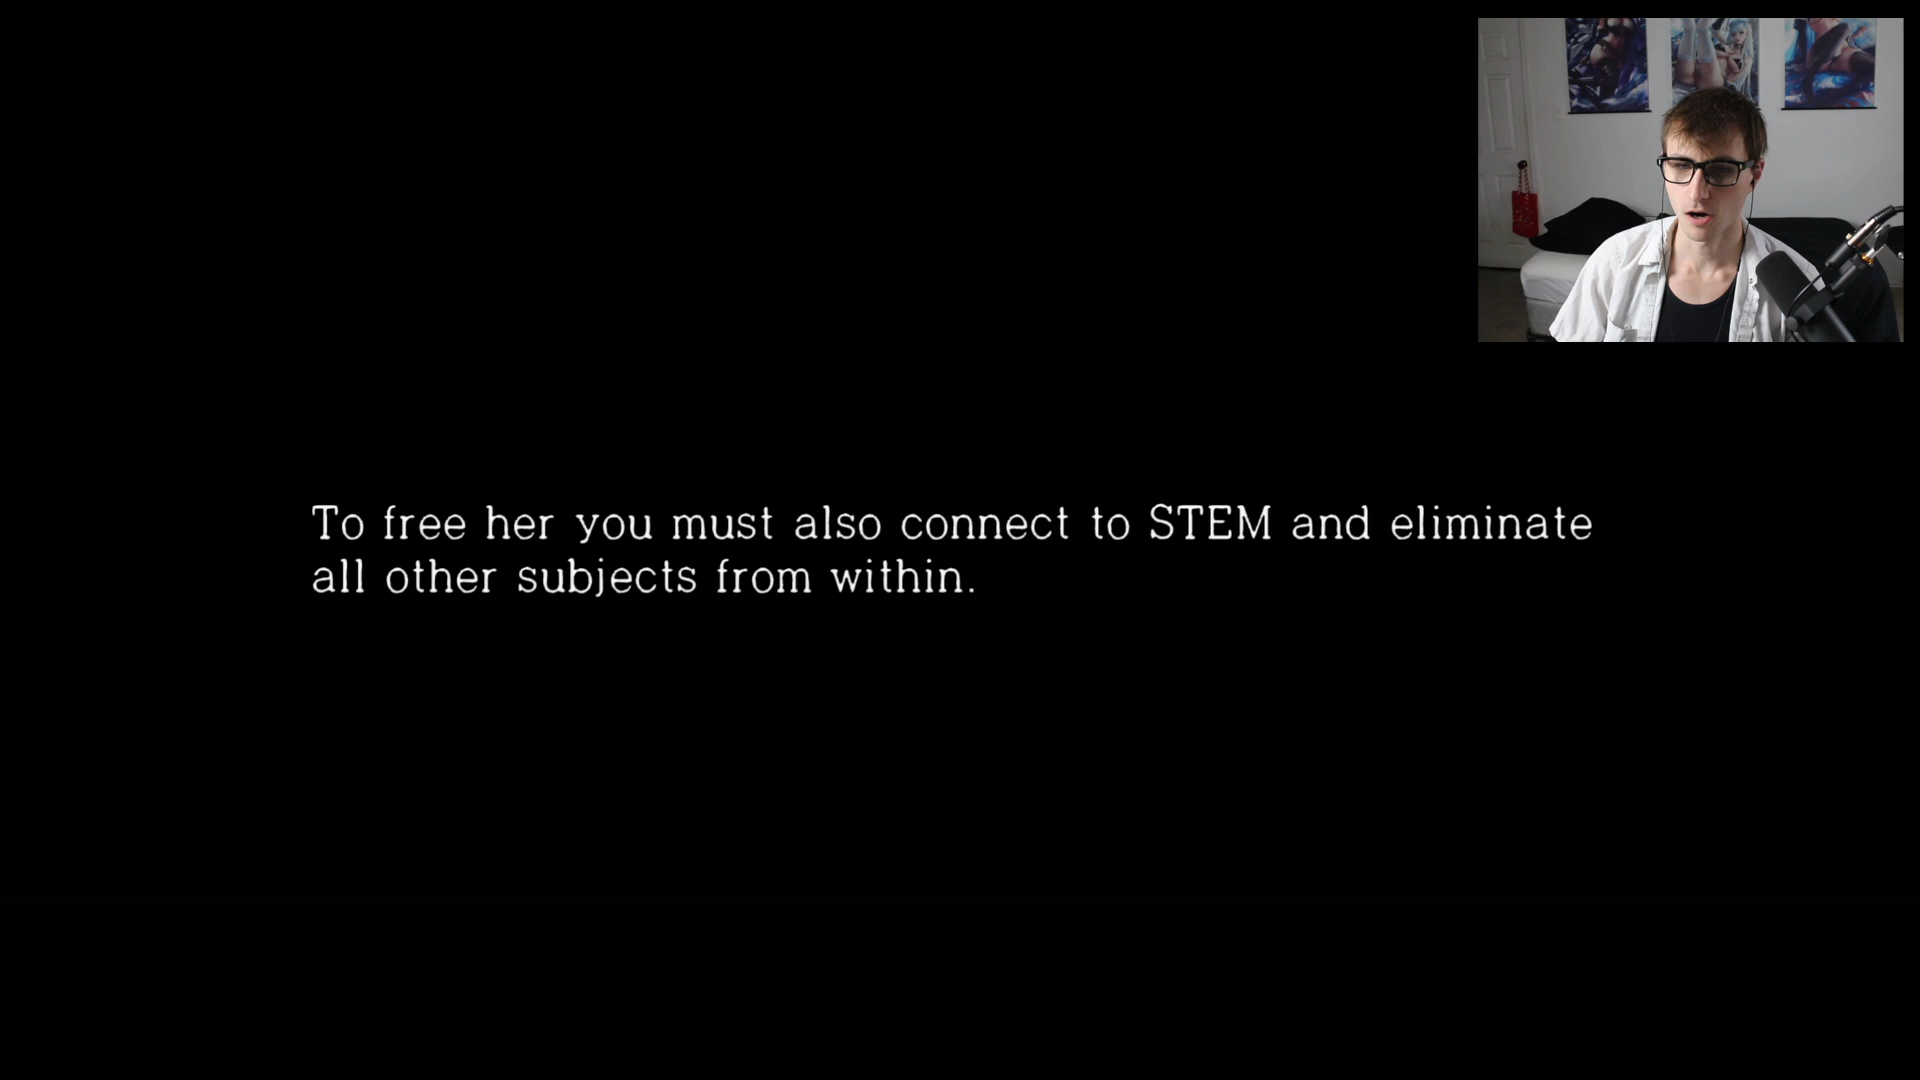 To free her you must also connect to STEM and eliminate
all other subjects from within.